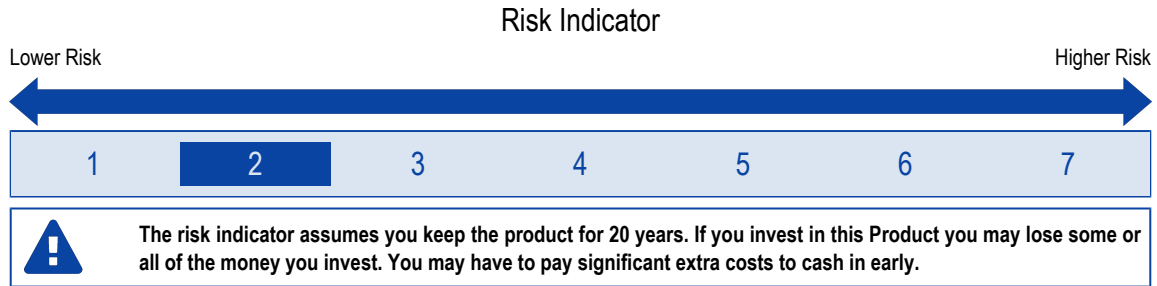 Risk Indicator
Lower Risk Higher Risk
1 2 3 4 5 6 7
The risk indicator assumes you keep the product for 20 years. If you invest in this Product you may lose some or
all of the money you invest. You may have to pay significant extra costs to cash in early.